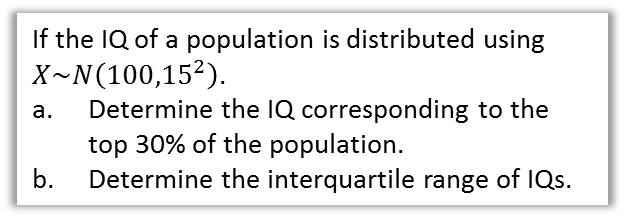 If the IQ of a population is distributed using
X~N(100,15²).
a. Determine the IQ corresponding to the
top 30% of the population.
b. Determine the interquartile range of IQs.